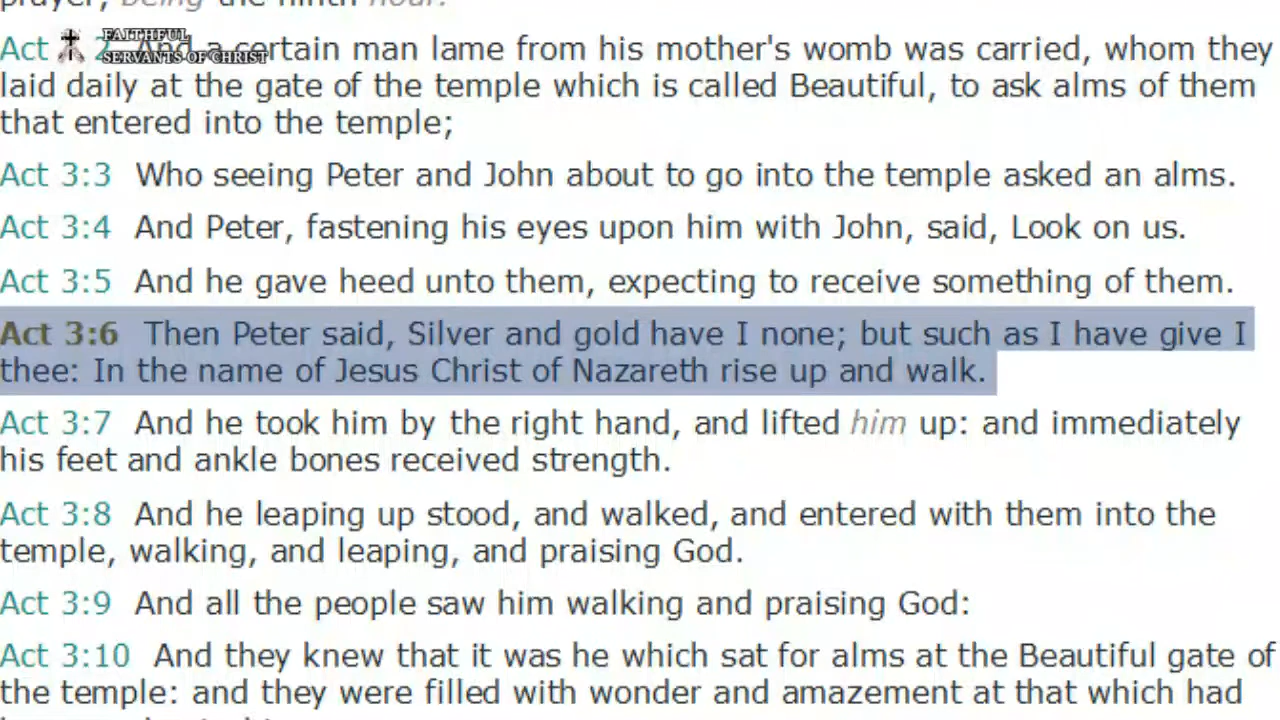 prayer, being the ninth hour.
FAITHFUL
SERVANTS OF CHRIST
Act 2 And a certain man lame from his mother's womb was carried, whom they
laid daily at the gate of the temple which is called Beautiful, to ask alms of them
that entered into the temple;
Act 3:3 Who seeing Peter and John about to go into the temple asked an alms.
Act 3:4 And Peter, fastening his eyes upon him with John, said, Look on us.
Act 3:5 And he gave heed unto them, expecting to receive something of them.
Act 3:6 Then Peter said, Silver and gold have I none; but such as I have give I
thee: In the name of Jesus Christ of Nazareth rise up and walk.
Act 3:7 And he took him by the right hand, and lifted him up: and immediately
his feet and ankle bones received strength.
Act 3:8 And he leaping up stood, and walked, and entered with them into the
temple, walking, and leaping, and praising God.
Act 3:9 And all the people saw him walking and praising God:
Act 3:10 And they knew that it was he which sat for alms at the Beautiful gate of
the temple: and they were filled with wonder and amazement at that which had